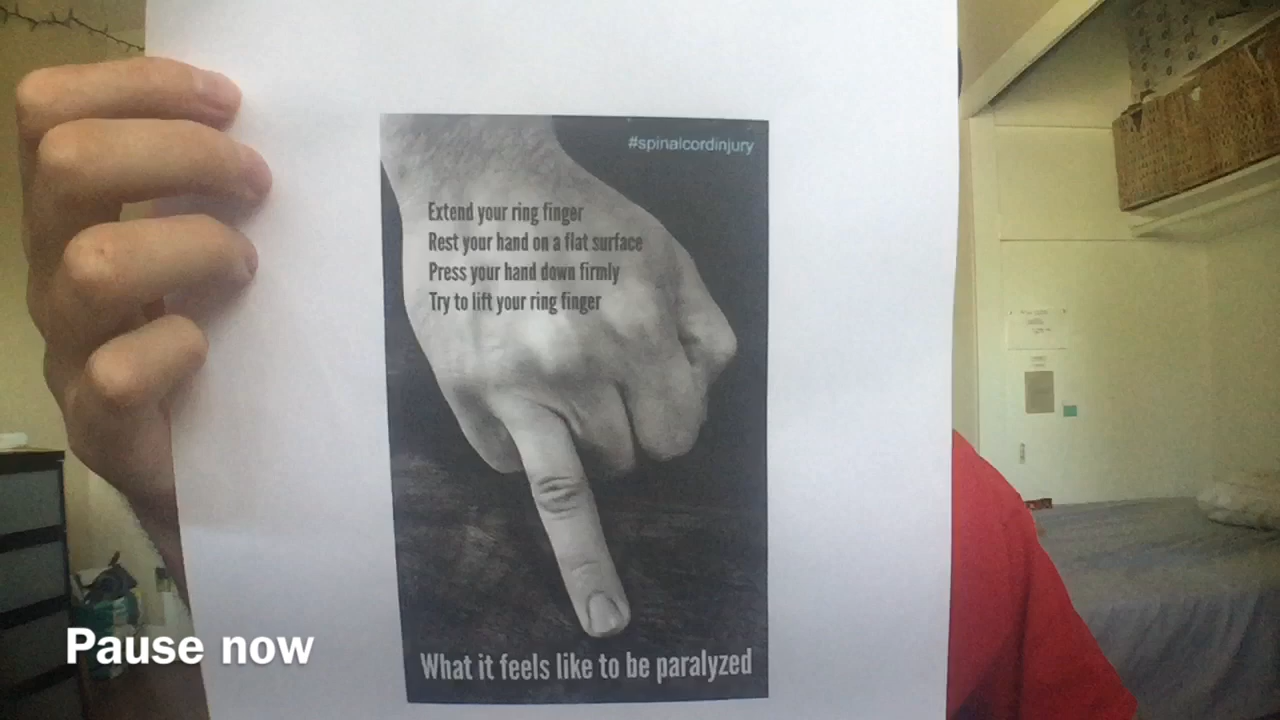 #spinalcordinjury
Extend your ring finger
Rest your hand on a flat surface
Press your hand down firmly
Try to lift your ring finger
Pause now
What it feels like to be paralyzed